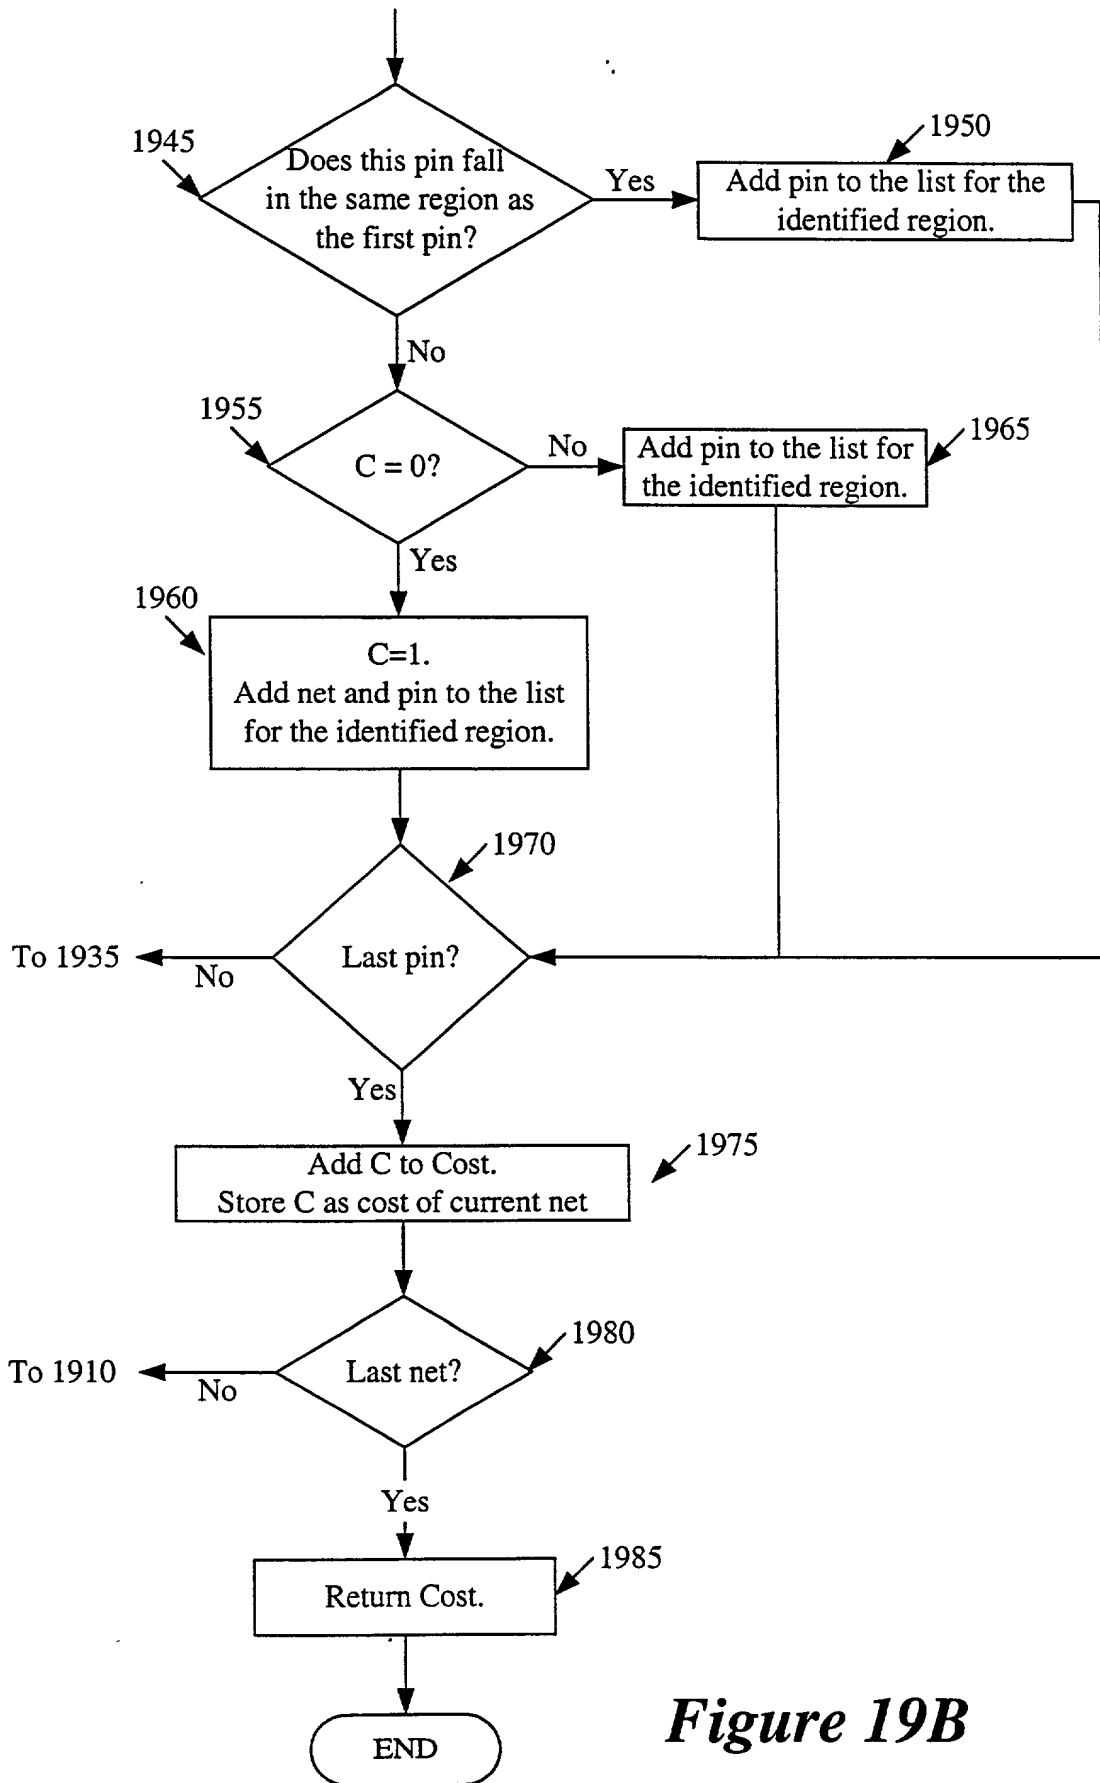 1945
Does this pin fall
in the same region as
the first pin?
Yes
1950
Add pin to the list for the
identified region.
No
1955
C = 0?
No
1965
Add pin to the list for
the identified region.
Yes
1960
C=1.
Add net and pin to the list
for the identified region.
1970
Last pin?
To 1935
No
Yes
1975
Add C to Cost.
Store C as cost of current net
1980
Last net?
To 1910
No
Yes
1985
Return Cost.
END
Figure 19B